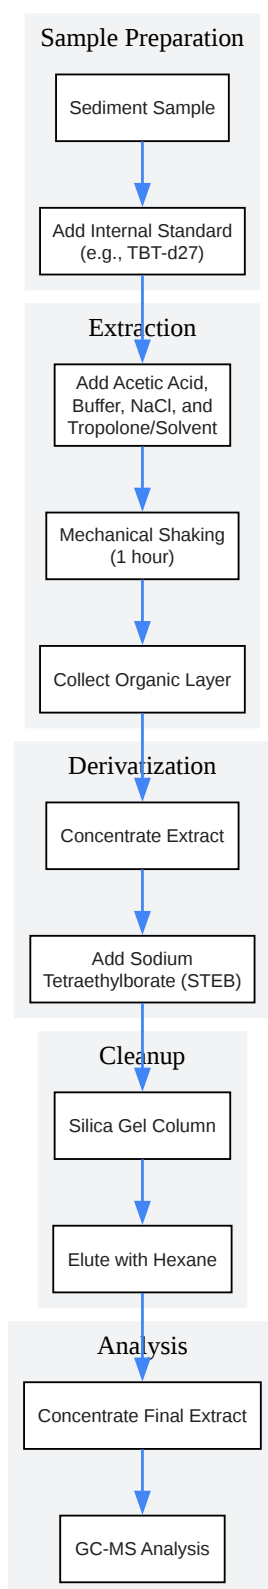 Sample Preparation
Sediment Sample
Add Internal Standard
(e.g., TBT-d27)
Extraction
Add Acetic Acid,
Buffer, NaCl, and
Tropolone/Solvent
Mechanical Shaking
(1 hour)
Collect Organic Layer
Derivatization
Concentrate Extract
Add Sodium
Tetraethylborate (STEB)
Cleanup
Silica Gel Column
Elute with Hexane
Analysis
Concentrate Final Extract
GC-MS Analysis